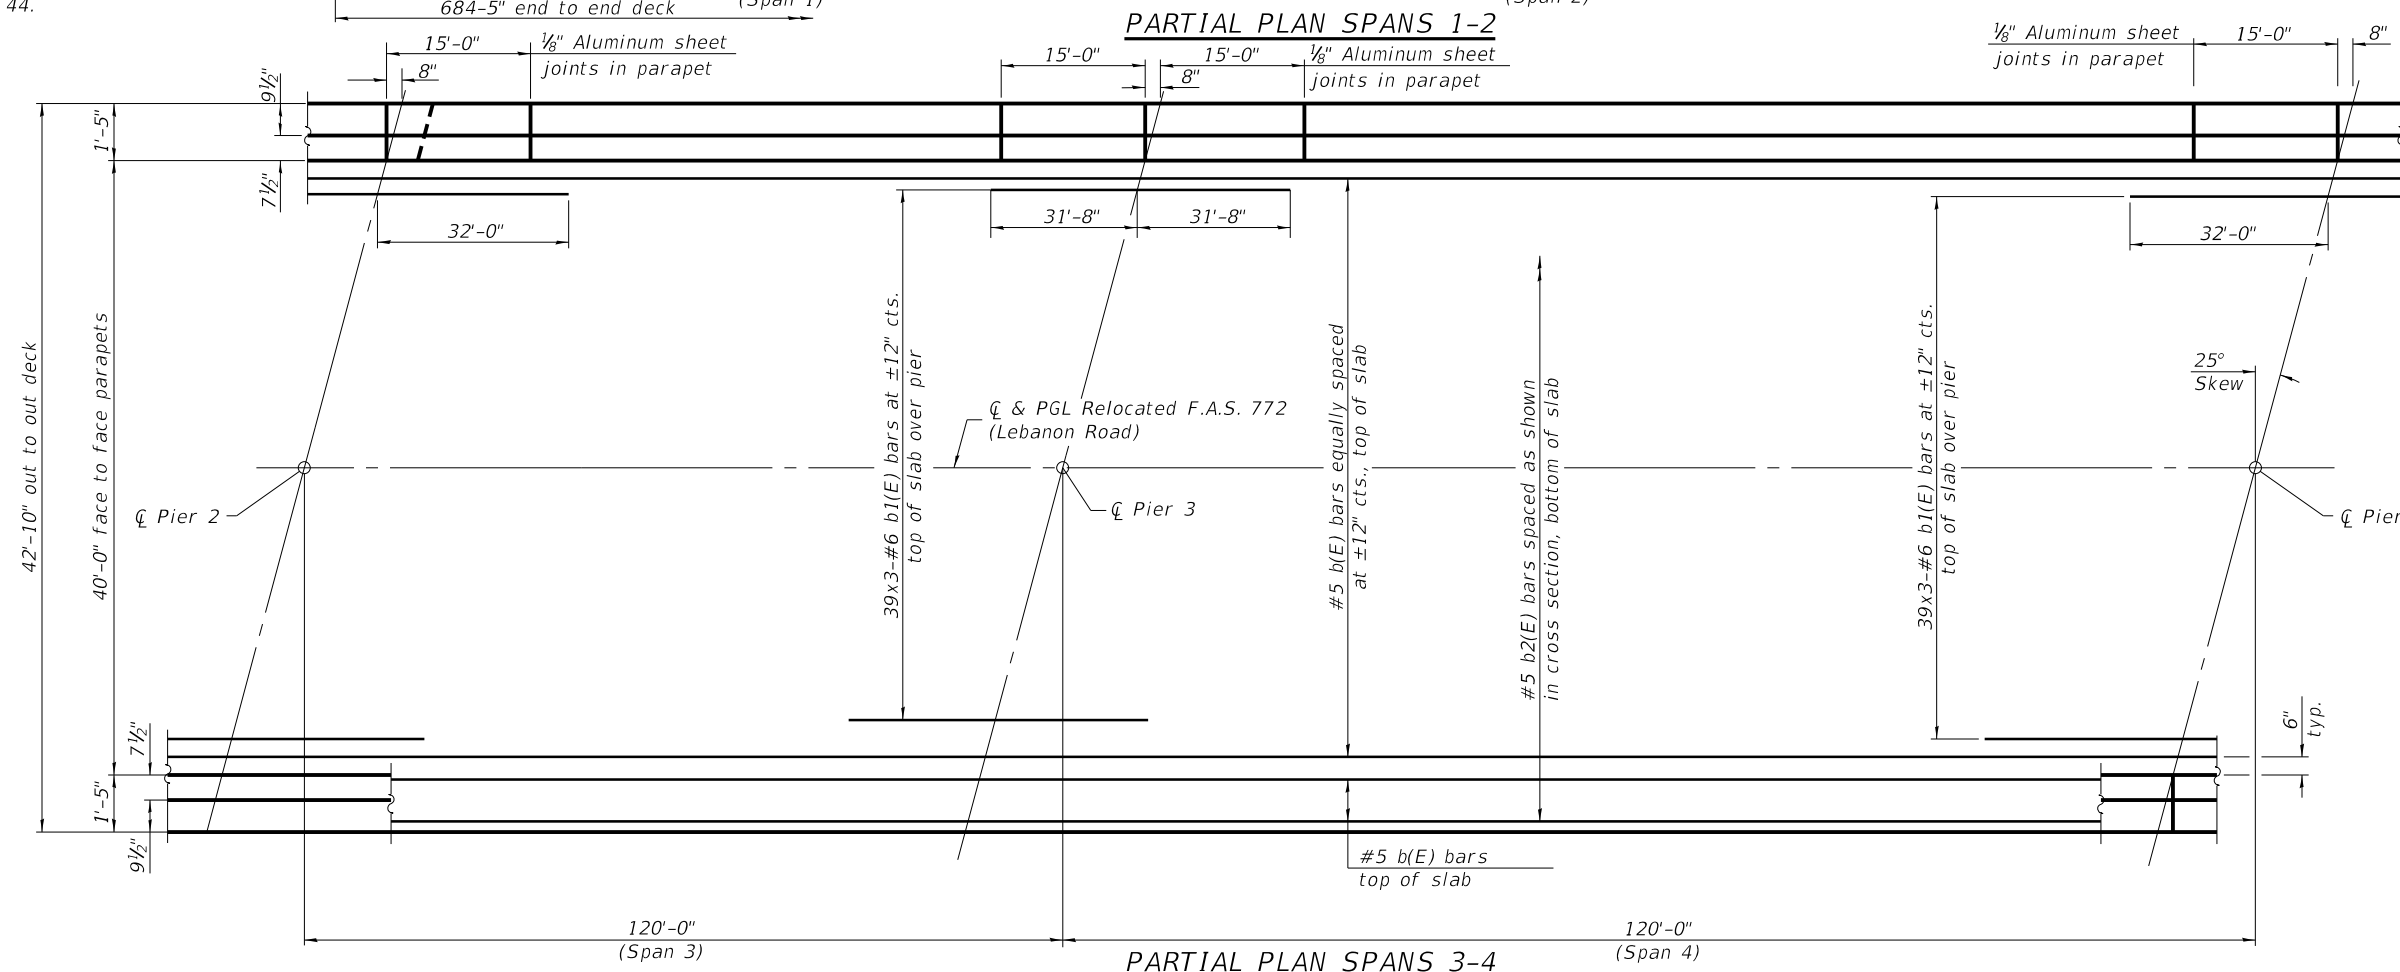 44.
684-5" end to end deck
(Span 1)
(Span 2)
PARTIAL PLAN SPANS 1-2
15'-0"
⅛" Aluminum sheet
joints in parapet
8"
15'-0"
15'-0"
⅛" Aluminum sheet
joints in parapet
8"
⅛" Aluminum sheet
joints in parapet
15'-0"
8"
9½"
1'-5"
7½"
32'-0"
31'-8"
31'-8"
32'-0"
42'-10" out to out deck
40'-0" face to face parapets
39x3-#6 b1(E) bars at ±12" cts.
top of slab over pier
℄ & PGL Relocated F.A.S. 772
(Lebanon Road)
#5 b(E) bars equally spaced
at ±12" cts., top of slab
#5 b2(E) bars spaced as shown
in cross section, bottom of slab
39x3-#6 b1(E) bars at ±12" cts.
top of slab over pier
25°
Skew
℄ Pier 2
℄ Pier 3
℄ Pier
7½"
1'-5"
9½"
6"
typ.
#5 b(E) bars
top of slab
120'-0"
(Span 3)
120'-0"
(Span 4)
PARTIAL PLAN SPANS 3-4